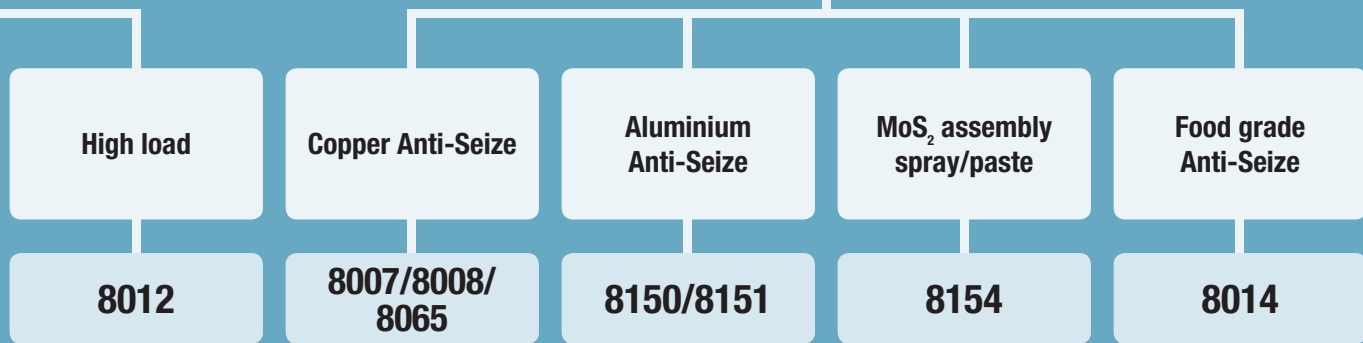 High load
Copper Anti-Seize
Aluminium
Anti-Seize
MoS₂ assembly
spray/paste
Food grade
Anti-Seize
8012
8007/8008/
8065
8150/8151
8154
8014